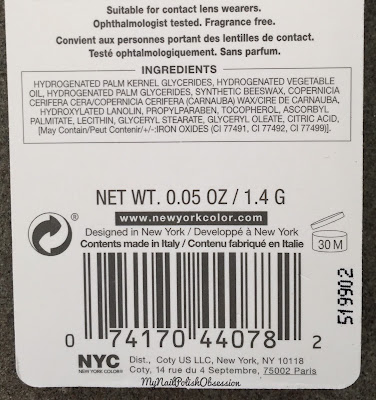 Suitable for contact lens wearers.
Ophthalmologist tested. Fragrance free.
Convient aux personnes portant des lentilles de contact.
Testé ophtalmologiquement. Sans parfum.
INGREDIENTS
HYDROGENATED PALM KERNEL GLYCERIDES, HYDROGENATED VEGETABLE
OIL, HYDROGENATED PALM GLYCERIDES, SYNTHETIC BEESWAX, COPERNICIA
CERIFERA CERA/COPERNICIA CERIFERA (CARNAUBA) WAX/CIRE DE CARNAUBA,
HYDROXYLATED LANOLIN, PROPYLPARABEN, TOCOPHEROL, ASCORBYL
PALMITATE, LECITHIN, GLYCERYL STEARATE, GLYCERYL OLEATE, CITRIC ACID,
[May Contain/Peut Contenir/+/-:IRON OXIDES (CI 77491, CI 77492, CI 77499)].
NET WT. 0.05 OZ / 1.4 G
www.newyorkcolor.com
Designed in New York / Developpé à New York
Contents made in Italy / Contenu fabriqué en Italie
30 M
519902
0 74170 44078 2
NYC
NEW YORK COLOR®
Dist., Coty US LLC, New York, NY 10118
Coty, 14 rue du 4 Septembre, 75002 Paris
MyNailPolishObsession